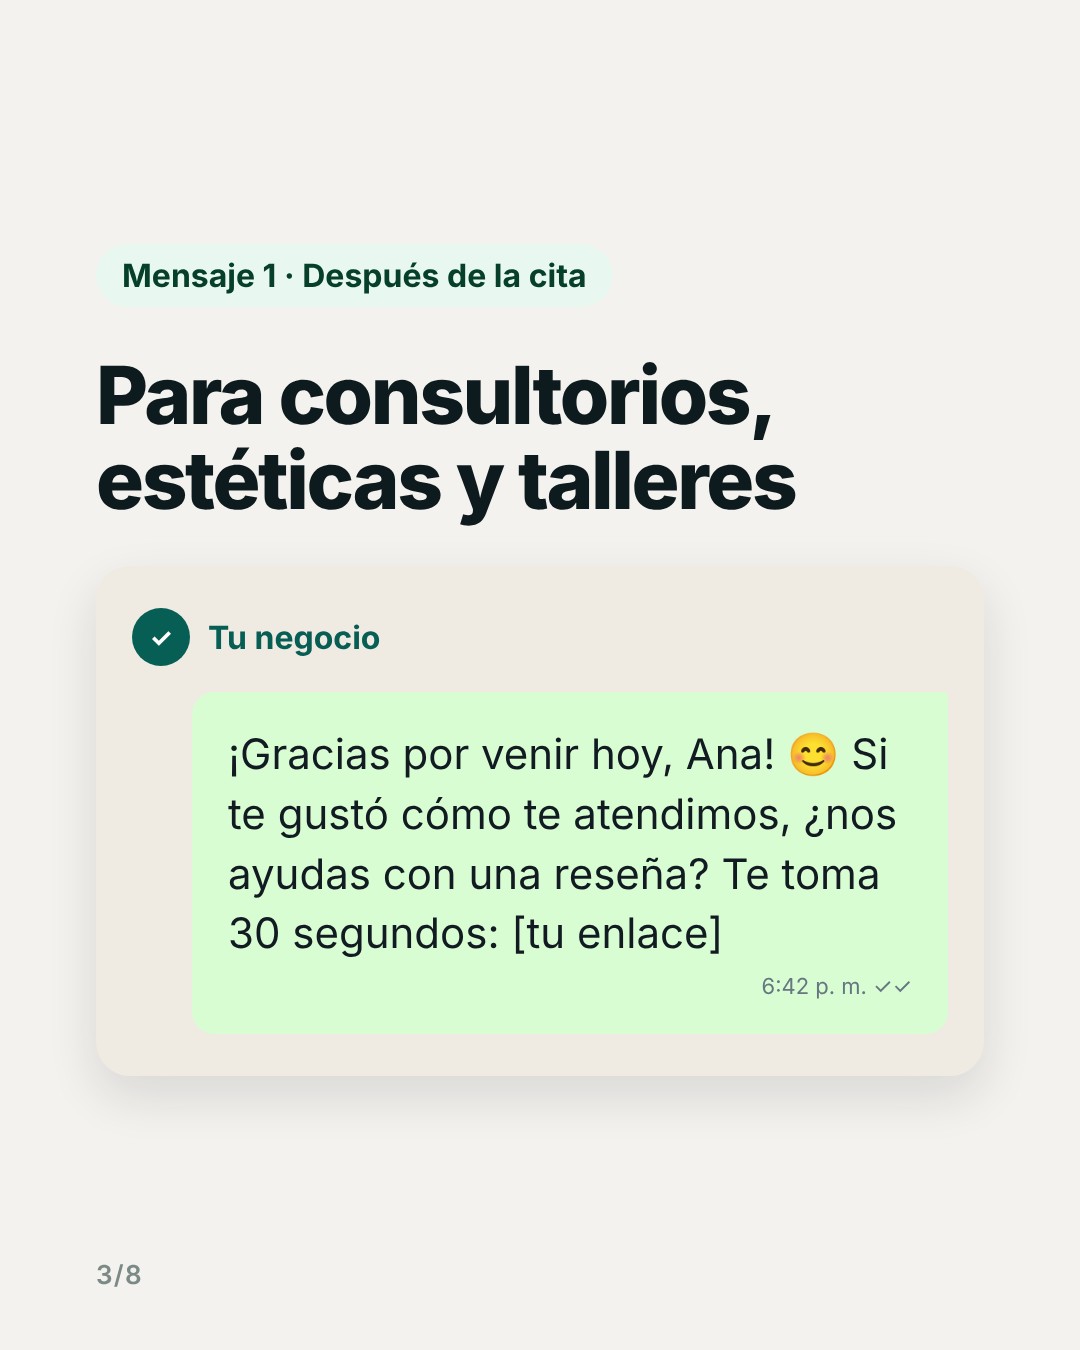 Mensaje 1 · Después de la cita
Para consultorios,
estéticas y talleres
Tu negocio
¡Gracias por venir hoy, Ana! 😊 Si
te gustó cómo te atendimos, ¿nos
ayudas con una reseña? Te toma
30 segundos: [tu enlace]
6:42 p. m. ✓✓
3/8